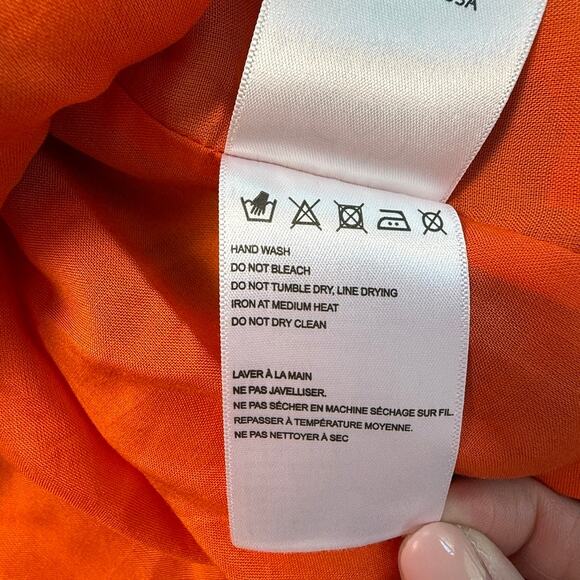 USA
HAND WASH
DO NOT BLEACH
DO NOT TUMBLE DRY, LINE DRYING
IRON AT MEDIUM HEAT
DO NOT DRY CLEAN
LAVER À LA MAIN
NE PAS JAVELLISER.
NE PAS SÉCHER EN MACHINE SÉCHAGE SUR FIL.
REPASSER À TEMPÉRATURE MOYENNE.
NE PAS NETTOYER À SEC